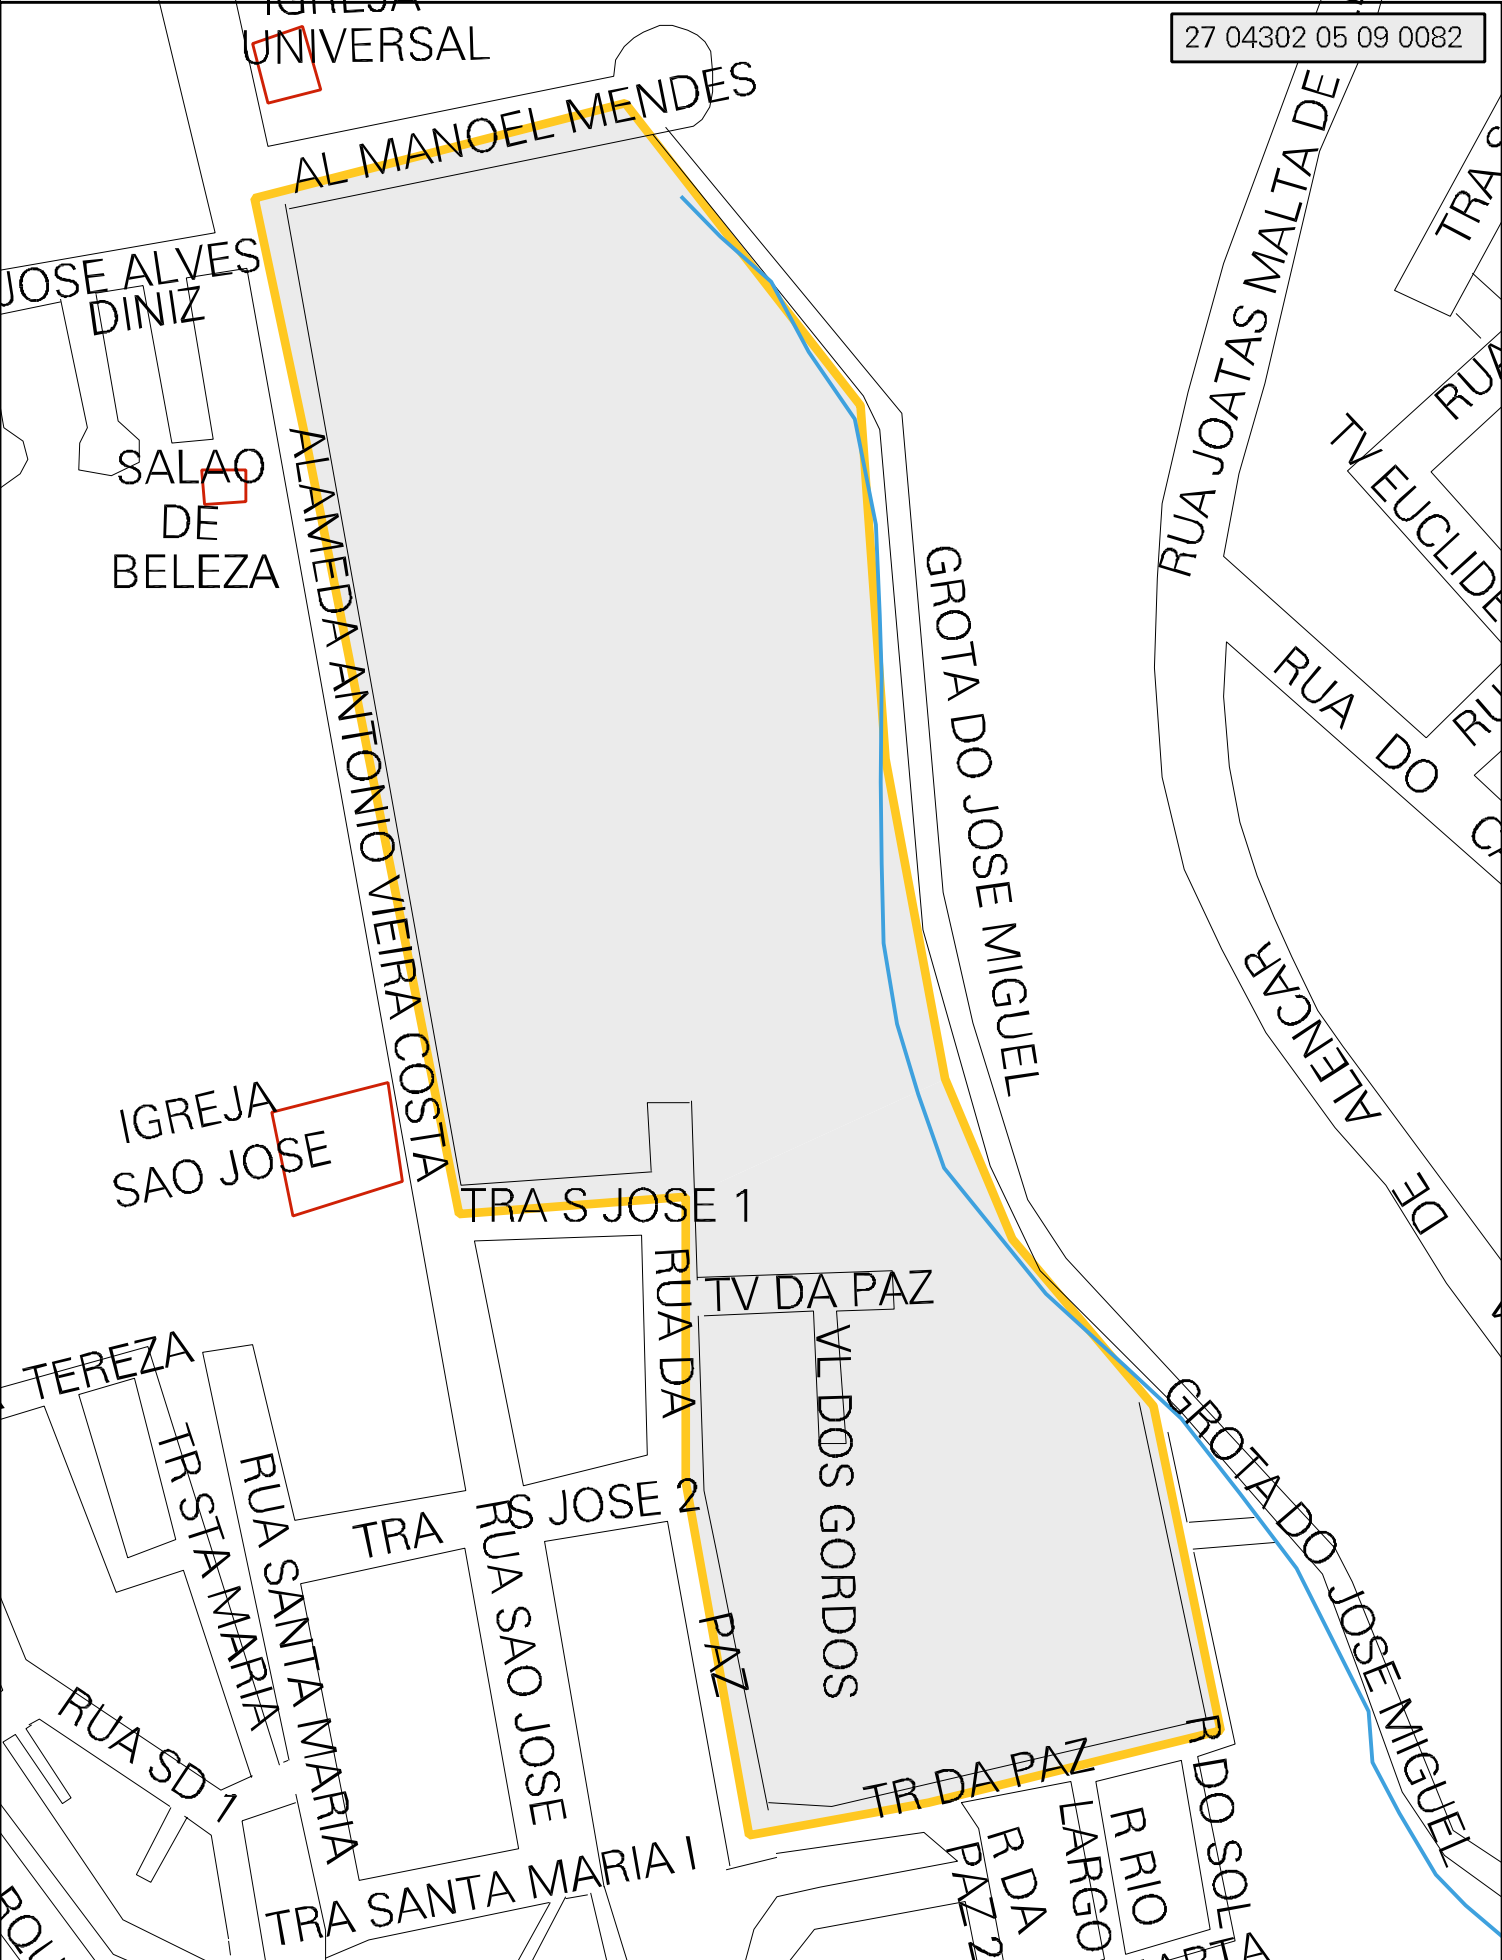 IGREJA
UNIVERSAL
27 04302 05 09 0082
AL MANOEL MENDES
JOSE ALVES
DINIZ
RUA JOATAS MALTA DE ALENCAR
TRA S
RUA
TV EUCLIDE
SALAO
DE
BELEZA
ALAMEDA ANTONIO VIEIRA COSTA
GROTA DO JOSE MIGUEL
RUA DO
RU
DE
IGREJA
SAO JOSE
TRA S JOSE 1
RUA DA PAZ
TV DA PAZ
VL DOS GORDOS
TEREZA
TR STA MARIA
RUA SANTA MARIA
TRA S JOSE 2
RUA SAO JOSE
GROTA DO JOSE MIGUEL
RUA SD 1
TR DA PAZ
R DO SOL
TRA SANTA MARIA I
R DA
PAZ 2
LARGO
R RIO